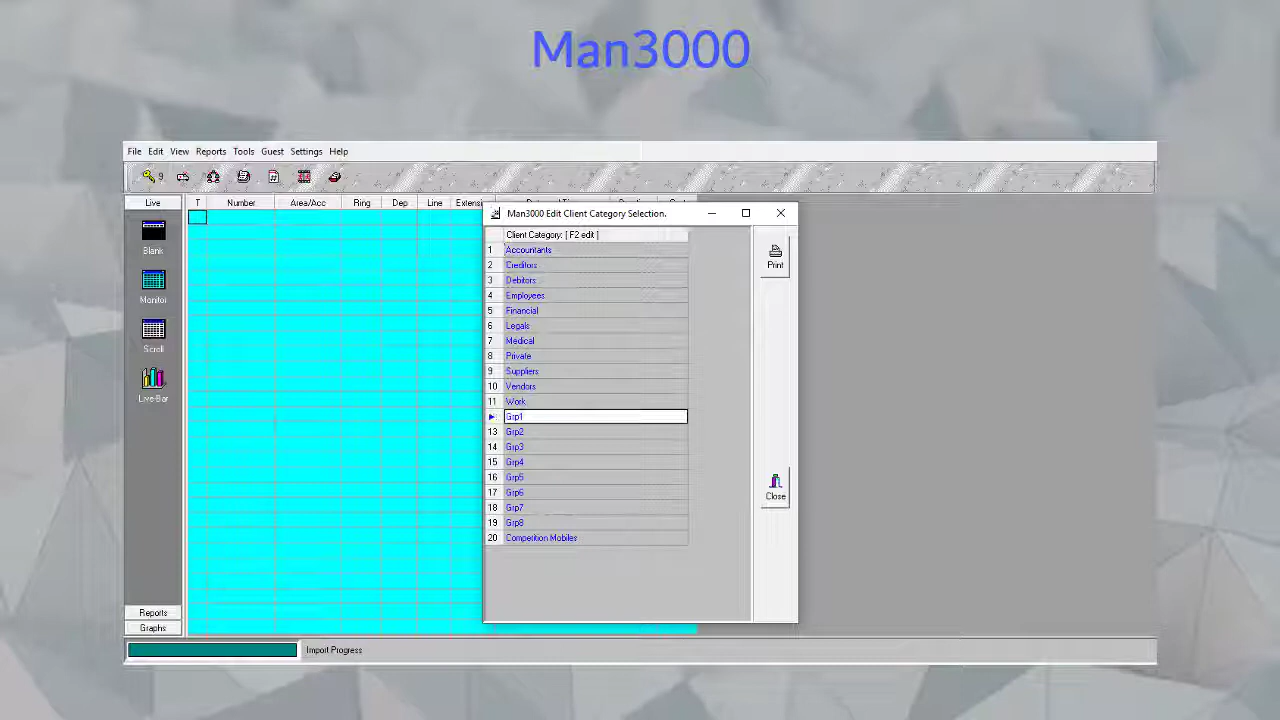 Man3000
File Edit View Reports Tools Guest Settings Help
9
Live T Number Area/Acc Ring Dep Line
Man3000 Edit Client Category Selection.
Client Category: [ F2 edit ]
1 Accountants
2 Creditors
3 Debitors
4 Employees
5 Financial
6 Legals
7 Medical
8 Private
9 Suppliers
10 Vendors
11 Work
Grp1
13 Grp2
14 Grp3
15 Grp4
16 Grp5
17 Grp6
18 Grp7
19 Grp8
20 Competition Mobiles
Print
Close
Blank
Monitor
Scroll
Live-Bar
Reports
Graphs
Import Progress